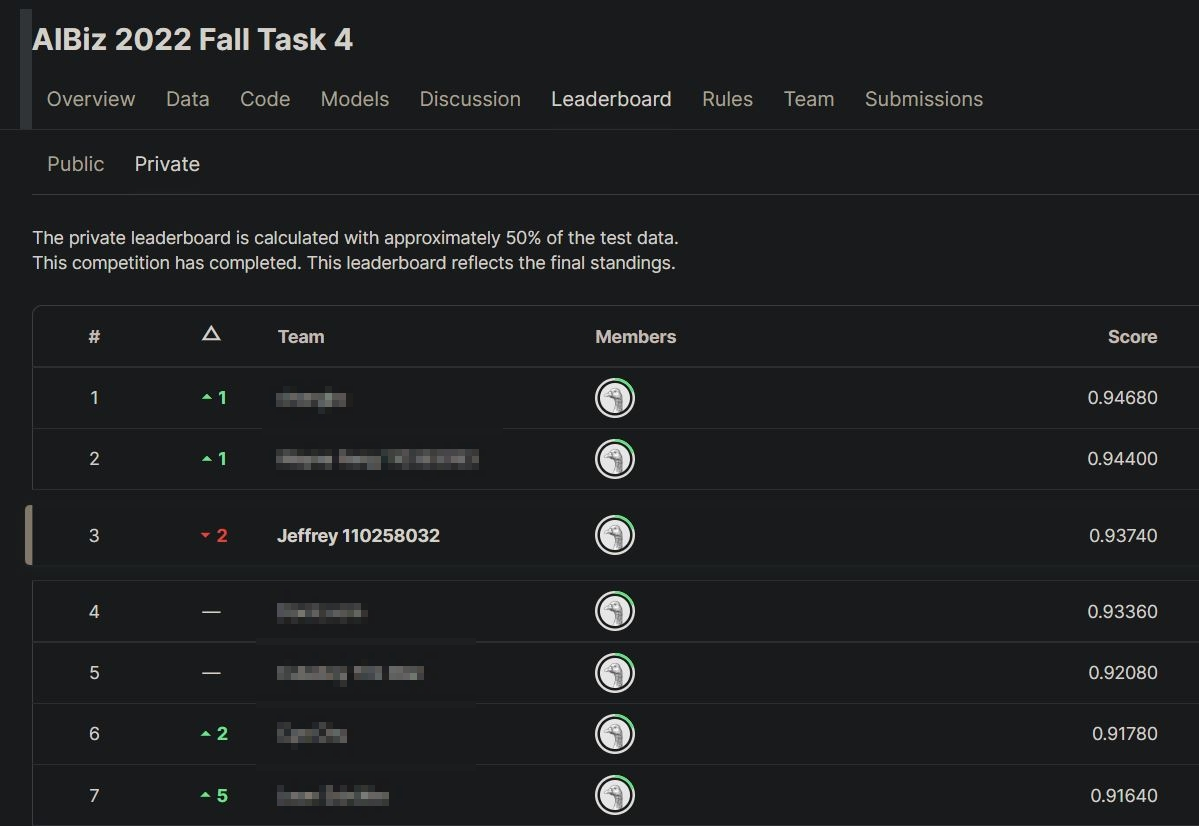 AIBiz 2022 Fall Task 4
Overview Data Code Models Discussion Leaderboard Rules Team Submissions
Public Private
The private leaderboard is calculated with approximately 50% of the test data.
This competition has completed. This leaderboard reflects the final standings.
# △ Team Members Score
1 1 0.94680
2 1 0.94400
3 2 Jeffrey 110258032 0.93740
4 — 0.93360
5 — 0.92080
6 2 0.91780
7 5 0.91640